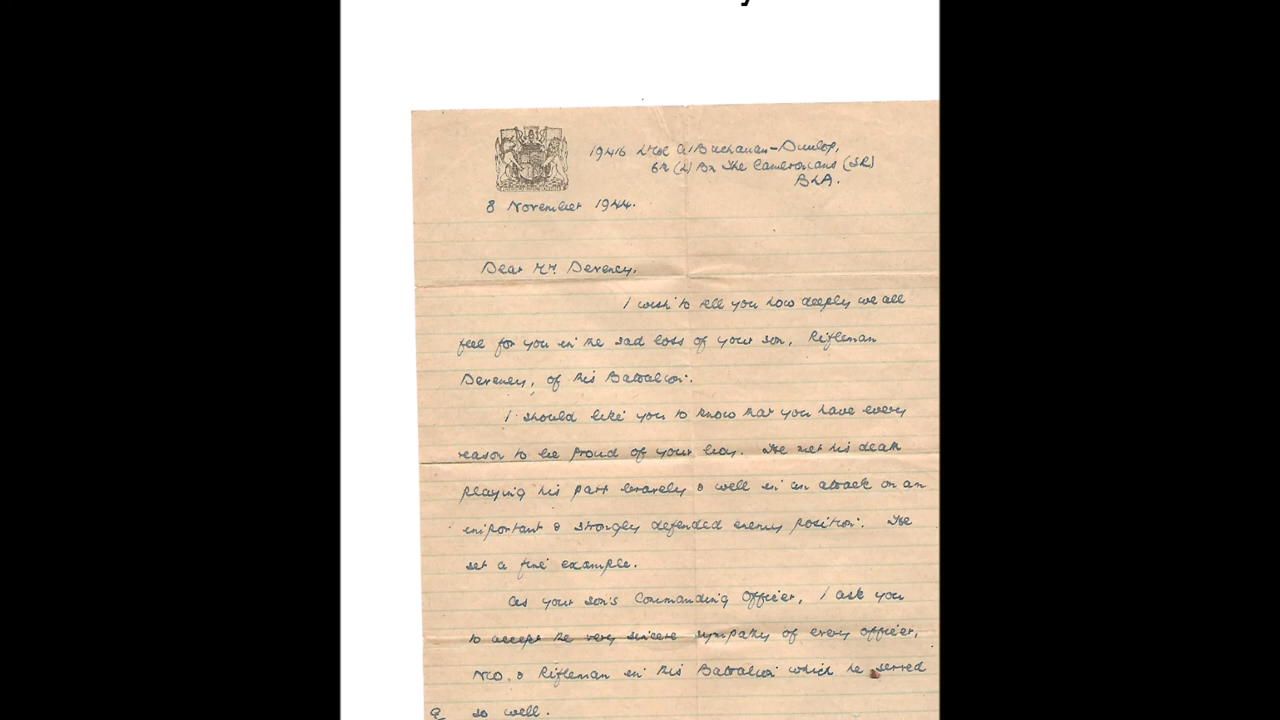 19416 Lt Col A. Buchanan-Dunlop,
6th (L) Bn The Cameronians (SR)
BLA.
8 November 1944.
Dear Mr. Deveney,
I wish to tell you how deeply we all
feel for you in the sad loss of your son, Rifleman
Deveney, of this Battalion.
I should like you to know that you have every
reason to be proud of your boy. He met his death
playing his part bravely & well in an attack on an
important & strongly defended enemy position. He
set a fine example.
As your son's Commanding Officer, I ask you
to accept the very sincere sympathy of every officer,
NCO & Rifleman in this Battalion which he served
so well.